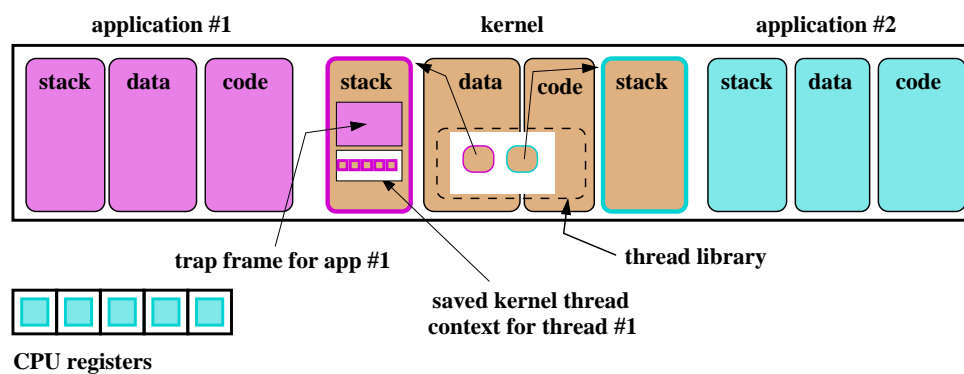 application #1
kernel
application #2
stack
data
code
stack
data
code
stack
stack
data
code
trap frame for app #1
thread library
saved kernel thread
context for thread #1
CPU registers